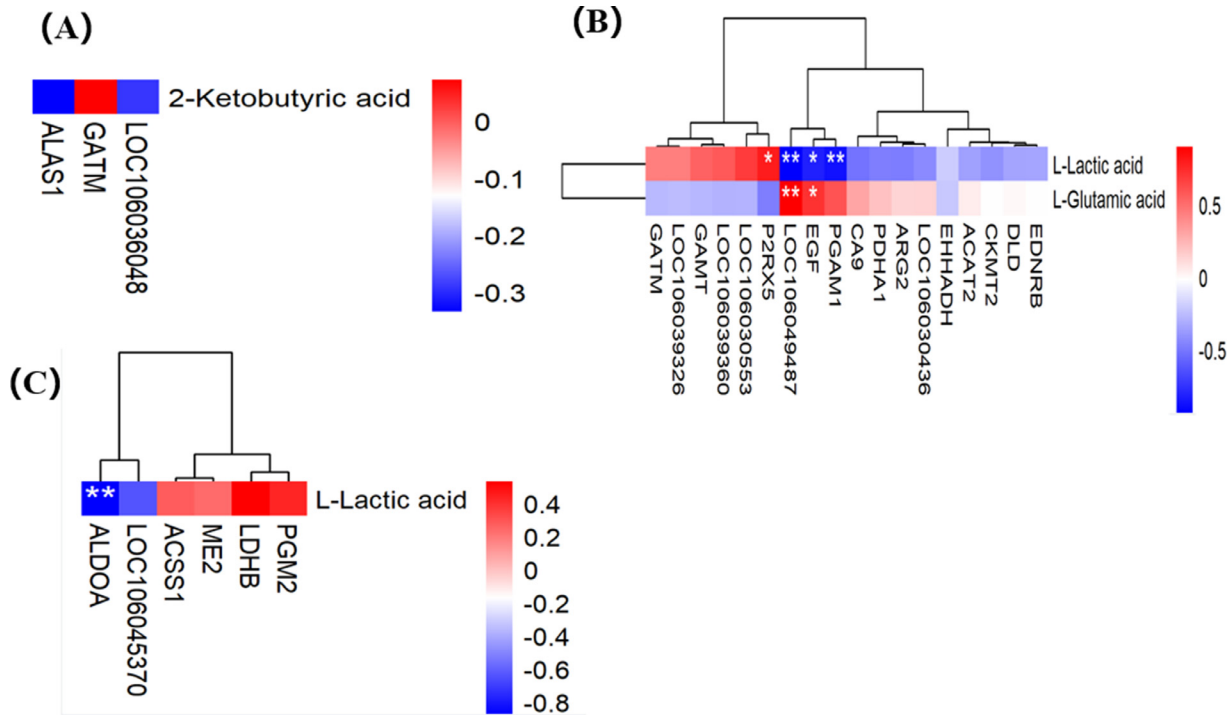 (A)
2-Ketobutyric acid
ALAS1
GATM
LOC106036048
0
-0.1
-0.2
-0.3
(B)
*
**
*
**
L-Lactic acid
**
*
L-Glutamic acid
GATM
LOC106039326
GAMT
LOC106039360
LOC106030553
P2RX5
LOC106049487
EGF
PGAM1
CA9
PDHA1
ARG2
LOC106030436
EHHADH
ACAT2
CKMT2
DLD
EDNRB
0.5
0
-0.5
(C)
**
L-Lactic acid
ALDOA
LOC106045370
ACSS1
ME2
LDHB
PGM2
0.4
0.2
0
-0.2
-0.4
-0.6
-0.8